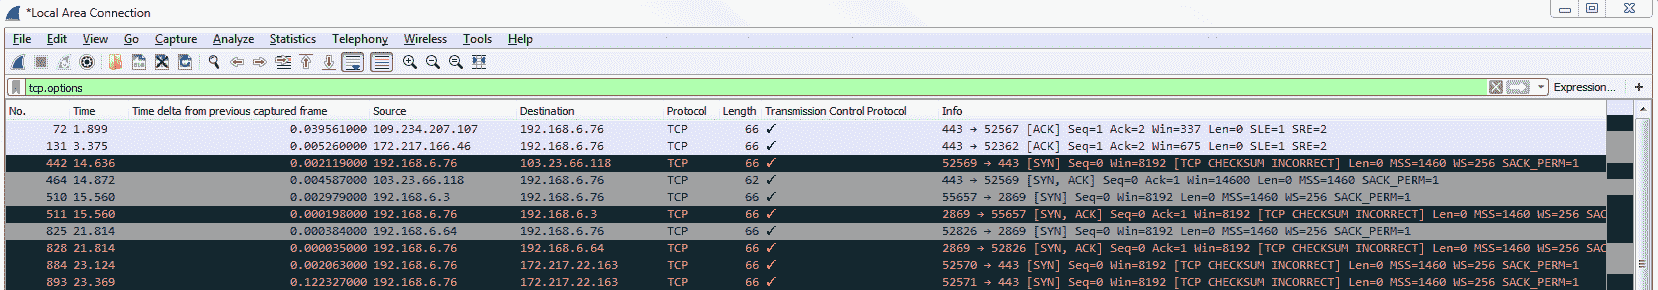 *Local Area Connection
File Edit View Go Capture Analyze Statistics Telephony Wireless Tools Help
tcp.options Expression... +
No. Time Time delta from previous captured frame Source Destination Protocol Length Transmission Control Protocol Info
72 1.899 0.039561000 109.234.207.107 192.168.6.76 TCP 66 ✓ 443 → 52567 [ACK] Seq=1 Ack=2 Win=337 Len=0 SLE=1 SRE=2
131 3.375 0.005260000 172.217.166.46 192.168.6.76 TCP 66 ✓ 443 → 52362 [ACK] Seq=1 Ack=2 Win=675 Len=0 SLE=1 SRE=2
442 14.636 0.002119000 192.168.6.76 103.23.66.118 TCP 66 ✓ 52569 → 443 [SYN] Seq=0 Win=8192 [TCP CHECKSUM INCORRECT] Len=0 MSS=1460 WS=256 SACK_PERM=1
464 14.872 0.004587000 103.23.66.118 192.168.6.76 TCP 62 ✓ 443 → 52569 [SYN, ACK] Seq=0 Ack=1 Win=14600 Len=0 MSS=1460 SACK_PERM=1
510 15.560 0.002979000 192.168.6.3 192.168.6.76 TCP 66 ✓ 55657 → 2869 [SYN] Seq=0 Win=8192 Len=0 MSS=1460 WS=256 SACK_PERM=1
511 15.560 0.000198000 192.168.6.76 192.168.6.3 TCP 66 ✓ 2869 → 55657 [SYN, ACK] Seq=0 Ack=1 Win=8192 [TCP CHECKSUM INCORRECT] Len=0 MSS=1460 WS=256 SAC
825 21.814 0.000384000 192.168.6.64 192.168.6.76 TCP 66 ✓ 52826 → 2869 [SYN] Seq=0 Win=8192 Len=0 MSS=1460 WS=256 SACK_PERM=1
828 21.814 0.000035000 192.168.6.76 192.168.6.64 TCP 66 ✓ 2869 → 52826 [SYN, ACK] Seq=0 Ack=1 Win=8192 [TCP CHECKSUM INCORRECT] Len=0 MSS=1460 WS=256 SAC
884 23.124 0.002063000 192.168.6.76 172.217.22.163 TCP 66 ✓ 52570 → 443 [SYN] Seq=0 Win=8192 [TCP CHECKSUM INCORRECT] Len=0 MSS=1460 WS=256 SACK_PERM=1
893 23.369 0.122327000 192.168.6.76 172.217.22.163 TCP 66 ✓ 52571 → 443 [SYN] Seq=0 Win=8192 [TCP CHECKSUM INCORRECT] Len=0 MSS=1460 WS=256 SACK_PERM=1